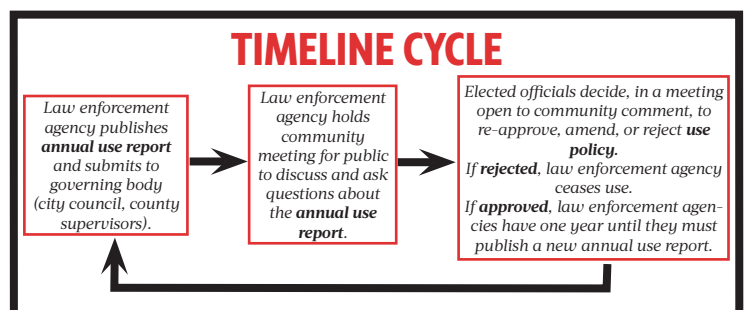 TIMELINE CYCLE
Law enforcement
agency publishes
annual use report
and submits to
governing body
(city council, county
supervisors).
Law enforcement
agency holds
community
meeting for public
to discuss and ask
questions about
the annual use
report.
Elected officials decide, in a meeting
open to community comment, to
re-approve, amend, or reject use
policy.
If rejected, law enforcement agency
ceases use.
If approved, law enforcement agen-
cies have one year until they must
publish a new annual use report.